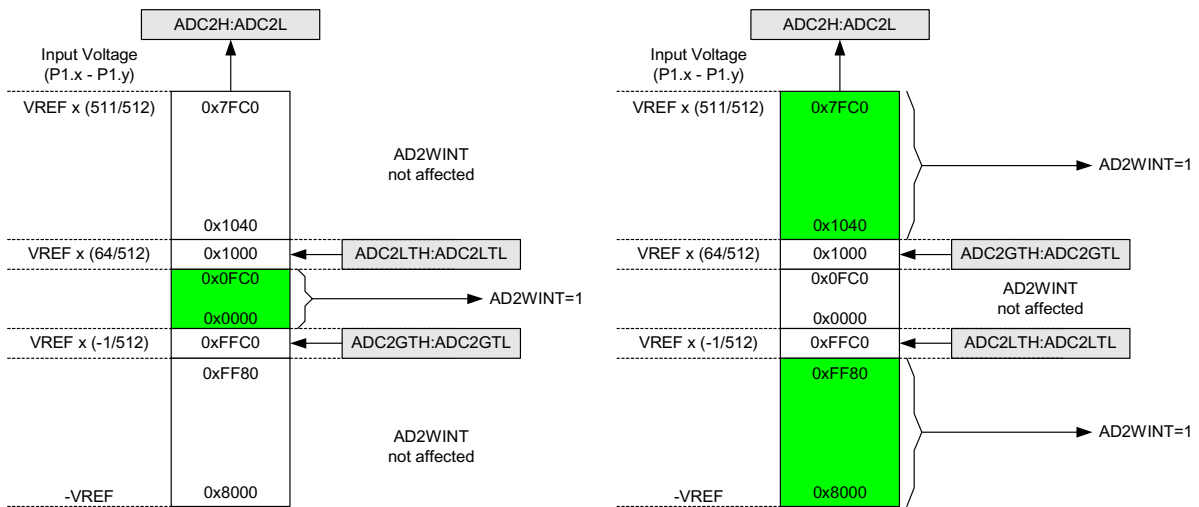 ADC2H:ADC2L
Input Voltage
(P1.x - P1.y)
VREF x (511/512)
0x7FC0
AD2WINT
not affected
0x1040
VREF x (64/512)
0x1000
ADC2LTH:ADC2LTL
0x0FC0
AD2WINT=1
0x0000
VREF x (-1/512)
0xFFC0
ADC2GTH:ADC2GTL
0xFF80
AD2WINT
not affected
-VREF
0x8000
ADC2H:ADC2L
Input Voltage
(P1.x - P1.y)
VREF x (511/512)
0x7FC0
AD2WINT=1
0x1040
VREF x (64/512)
0x1000
ADC2GTH:ADC2GTL
0x0FC0
AD2WINT
not affected
0x0000
VREF x (-1/512)
0xFFC0
ADC2LTH:ADC2LTL
0xFF80
AD2WINT=1
-VREF
0x8000